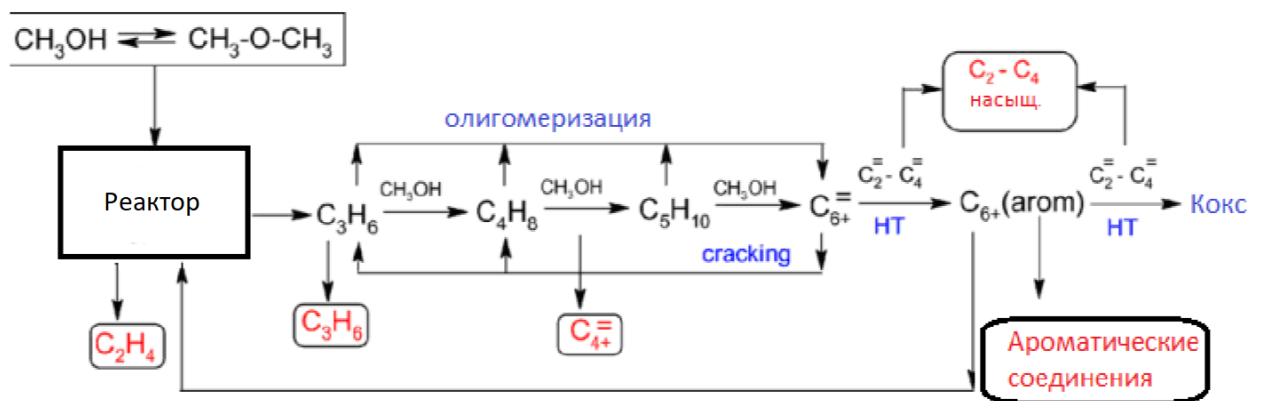 CH₃OH ⇌ CH₃-O-CH₃
C₂ - C₄
насыщ.
олигомеризация
Реактор
CH₃OH
CH₃OH
CH₃OH
C₂⁼ - C₄⁼
C₂⁼ - C₄⁼
C₃H₆
C₄H₈
C₅H₁₀
C₆₊⁼
C₆₊(arom)
Кокс
HT
HT
cracking
C₂H₄
C₃H₆
C₄₊⁼
Ароматические
соединения